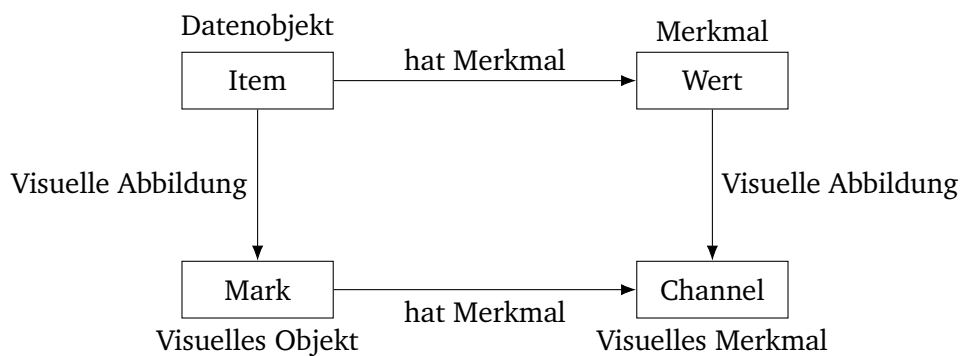 Datenobjekt
Merkmal
Item
hat Merkmal
Wert
Visuelle Abbildung
Visuelle Abbildung
Mark
hat Merkmal
Channel
Visuelles Objekt
Visuelles Merkmal